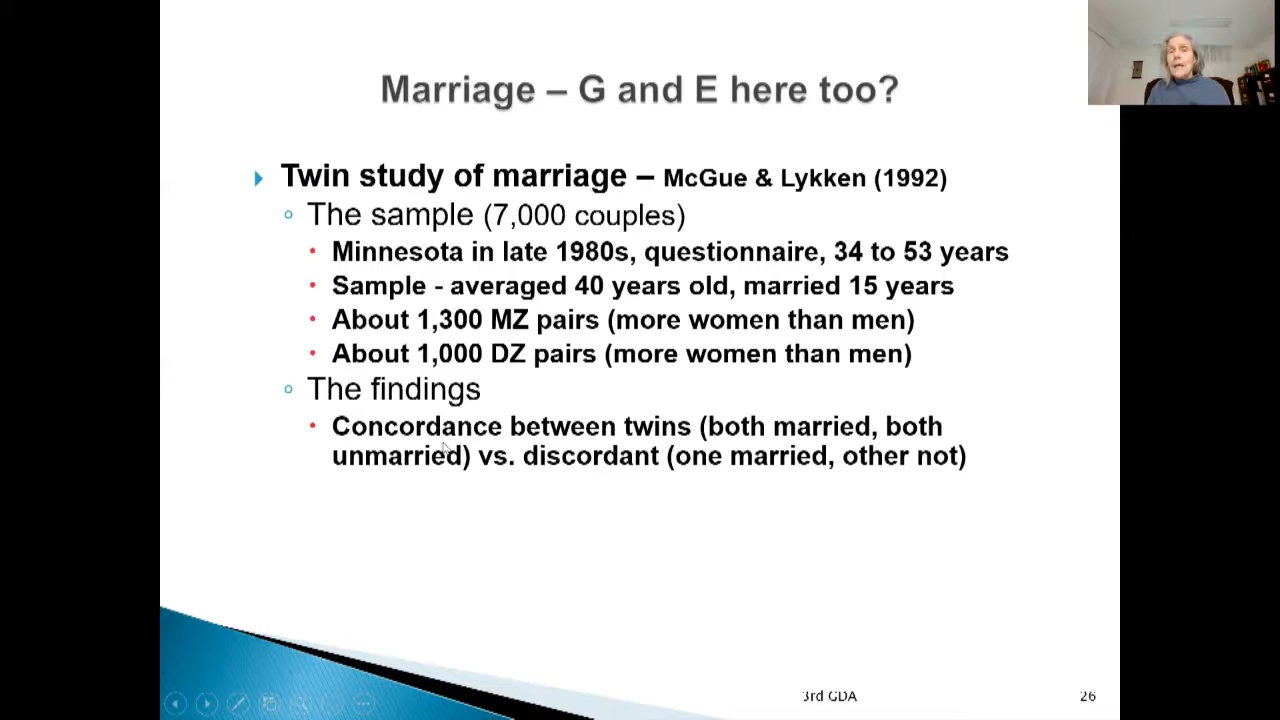 Marriage – G and E here too?
Twin study of marriage – McGue & Lykken (1992)
The sample (7,000 couples)
Minnesota in late 1980s, questionnaire, 34 to 53 years
Sample - averaged 40 years old, married 15 years
About 1,300 MZ pairs (more women than men)
About 1,000 DZ pairs (more women than men)
The findings
Concordance between twins (both married, both
unmarried) vs. discordant (one married, other not)
3rd GDA
26